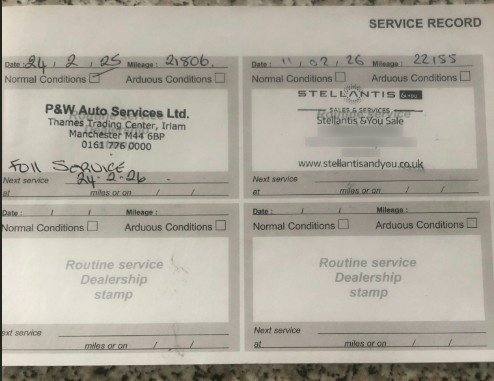 SERVICE RECORD
Date: 24 / 2 / 25 Mileage: 21806.
Normal Conditions Arduous Conditions
P&W Auto Services Ltd.
Thames Trading Center, Irlam
Manchester M44 6BP
0161 776 0000
Full SERVICE
Next service 24-2-26
at miles or on / /
Date: 11 / 02 / 26 Mileage: 22155
Normal Conditions Arduous Conditions
STELLANTIS &YOU
SALES & SERVICES
Stellantis &You Sale
www.stellantisandyou.co.uk
Next service
at miles or on / /
Date: / / Mileage:
Normal Conditions Arduous Conditions
Routine service
Dealership
stamp
ext service
at miles or on / /
Date: / / Mileage:
Normal Conditions Arduous Conditions
Routine service
Dealership
stamp
Next service
at miles or on / /